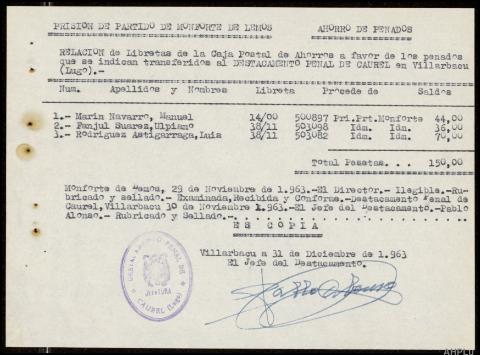 PRISION DE PARTIDO DE MONFORTE DE LEMOS AHORRO DE PENADOS
RELACION de Libretas de la Caja Postal de Ahorros a favor de los penados
que se indican transferidos al DESTACAMENTO PENAL DE CAUREL en Villarbacu
(Lugo).-
Num. Apellidos y Nombres Libreta Procede de Saldos
1.- Marin Navarro, Manuel 14/00 500897 Pri.Prt.Monforte 44,00
2.- Fanjul Suarez, Ulpiano 38/11 503098 Idm. Idm. 36,00
3.- Rodriguez Astigarraga, Luis 38/11 503082 Idm. Idm. 70,00
Total Pesetas.... 150,00
Monforte de Lemos, 29 de Noviembre de 1.963.-El Director.- Ilegible.-Ru-
bricado y sellado.- Examinada, Recibida y Conforme.-Destacamento Penal de
Caurel, Villarbacu 30 de Noviembre 1.963.-El Jefe del Destacamento.-Pablo
Alonso.- Rubricado y Sellado.-
ES COPIA
Villarbacu a 31 de Diciembre de 1.963
El Jefe del Destacamento.
PENAL DE
JEFATURA
CAUREL (Lugo)
AHPLU